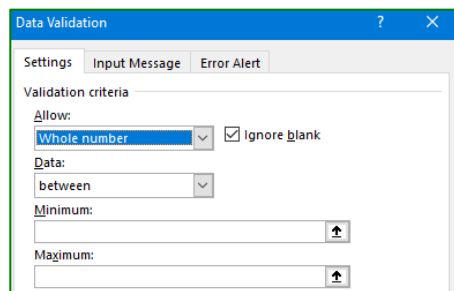 Data Validation ? ×
Settings Input Message Error Alert
Validation criteria
Allow:
Whole number Ignore blank
Data:
between
Minimum:
Maximum: